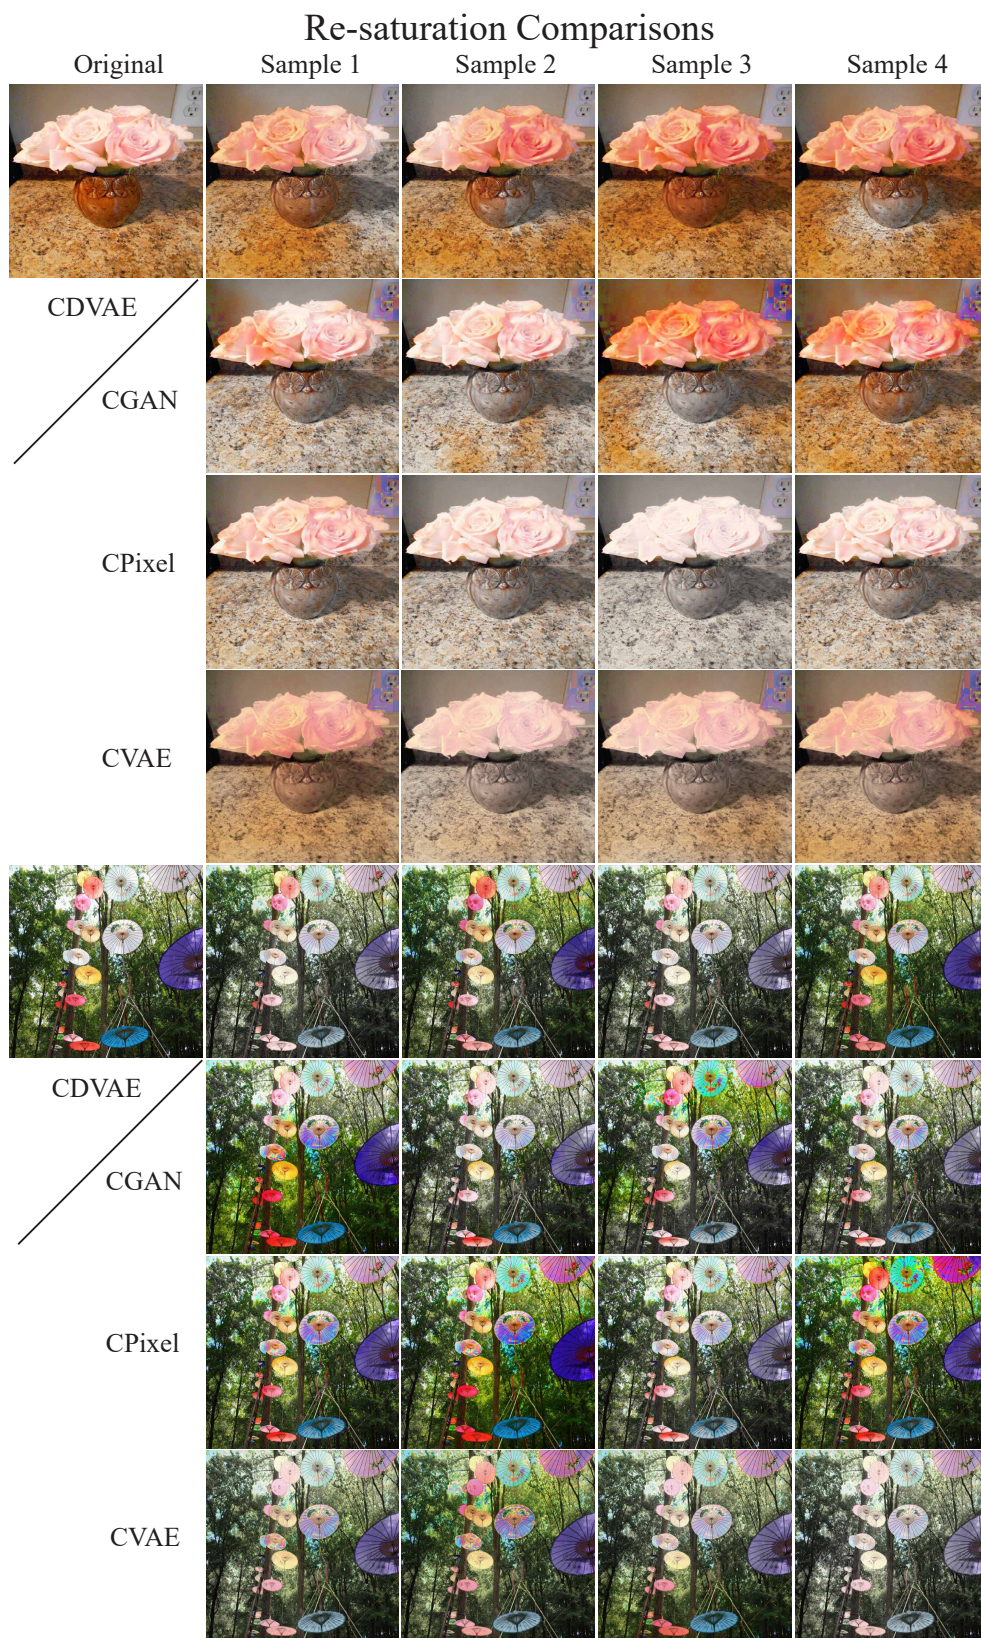 Re-saturation Comparisons
Original Sample 1 Sample 2 Sample 3 Sample 4
CDVAE
CGAN
CPixel
CVAE
CDVAE
CGAN
CPixel
CVAE